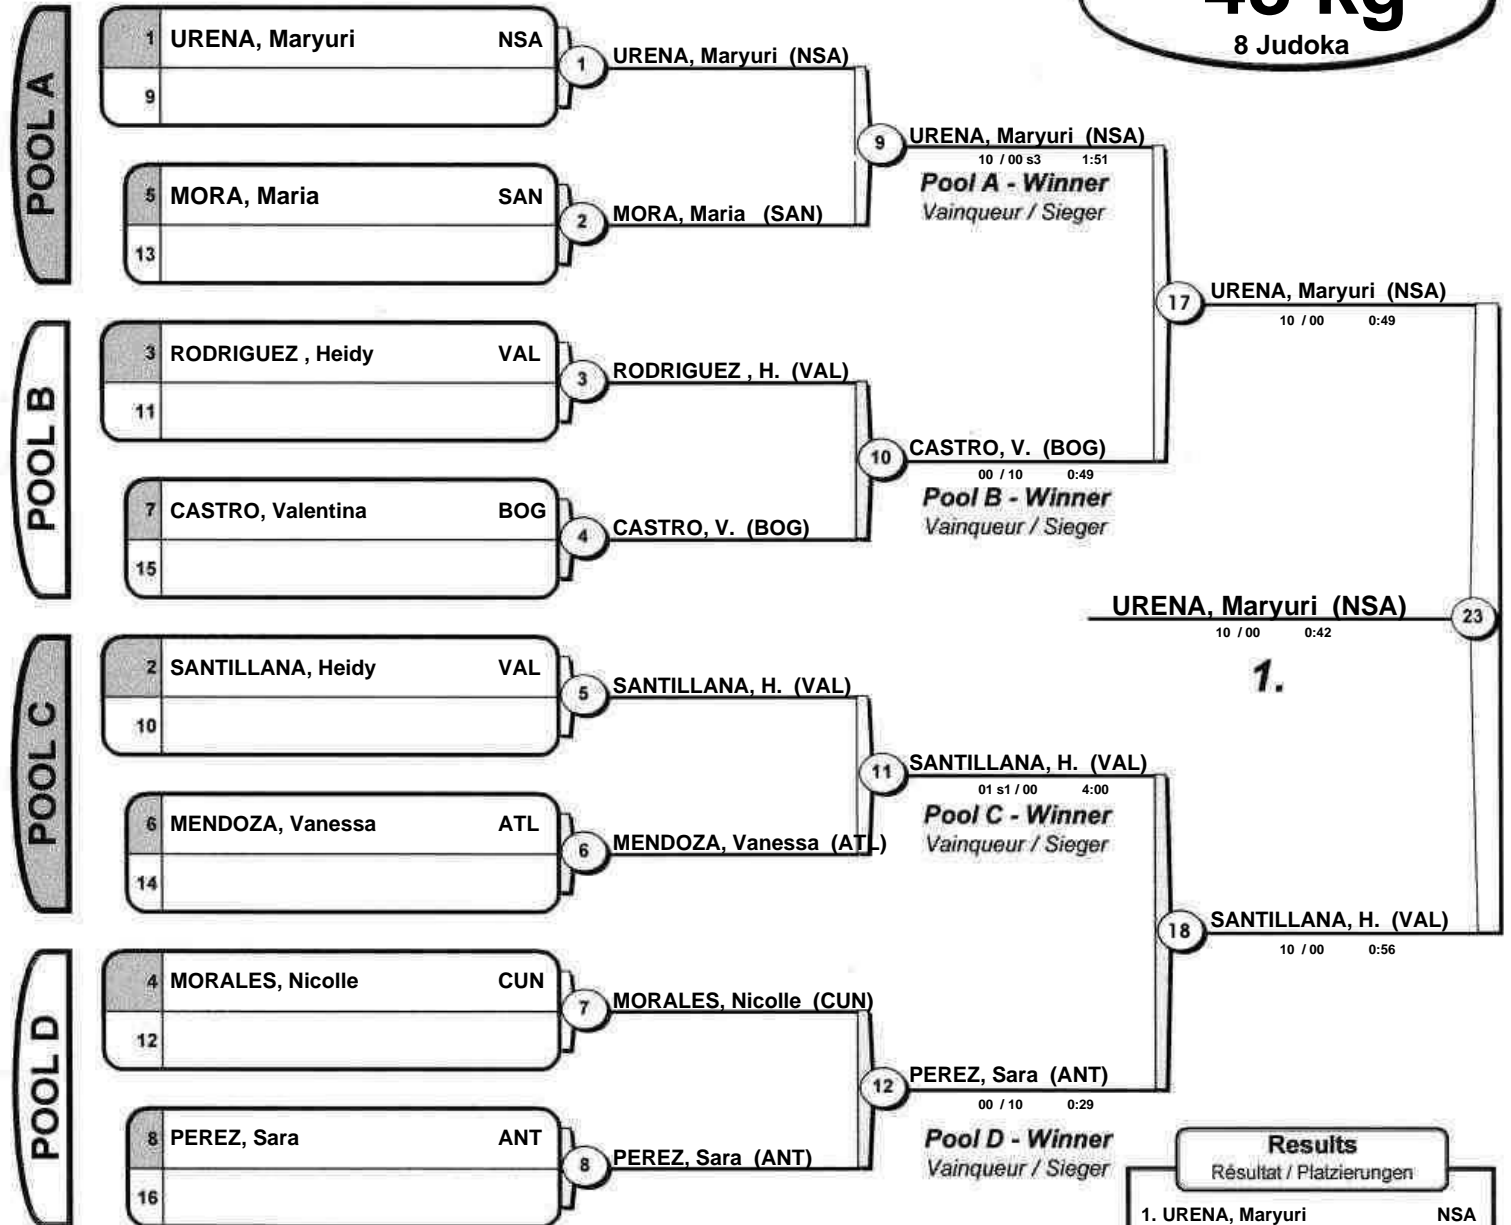 48 kg
8 Judoka
POOL A
1 URENA, Maryuri NSA
9
1
URENA, Maryuri (NSA)
5 MORA, Maria SAN
13
2
MORA, Maria (SAN)
9
URENA, Maryuri (NSA)
10 / 00 s3 1:51
Pool A - Winner
Vainqueur / Sieger
POOL B
3 RODRIGUEZ , Heidy VAL
11
3
RODRIGUEZ , H. (VAL)
7 CASTRO, Valentina BOG
15
4
CASTRO, V. (BOG)
10
CASTRO, V. (BOG)
00 / 10 0:49
Pool B - Winner
Vainqueur / Sieger
17
URENA, Maryuri (NSA)
10 / 00 0:49
URENA, Maryuri (NSA)
10 / 00 0:42
1.
23
POOL C
2 SANTILLANA, Heidy VAL
10
5
SANTILLANA, H. (VAL)
6 MENDOZA, Vanessa ATL
14
6
MENDOZA, Vanessa (ATL)
11
SANTILLANA, H. (VAL)
01 s1 / 00 4:00
Pool C - Winner
Vainqueur / Sieger
18
SANTILLANA, H. (VAL)
10 / 00 0:56
POOL D
4 MORALES, Nicolle CUN
12
7
MORALES, Nicolle (CUN)
8 PEREZ, Sara ANT
16
8
PEREZ, Sara (ANT)
12
PEREZ, Sara (ANT)
00 / 10 0:29
Pool D - Winner
Vainqueur / Sieger
Results
Résultat / Platzierungen
1. URENA, Maryuri NSA